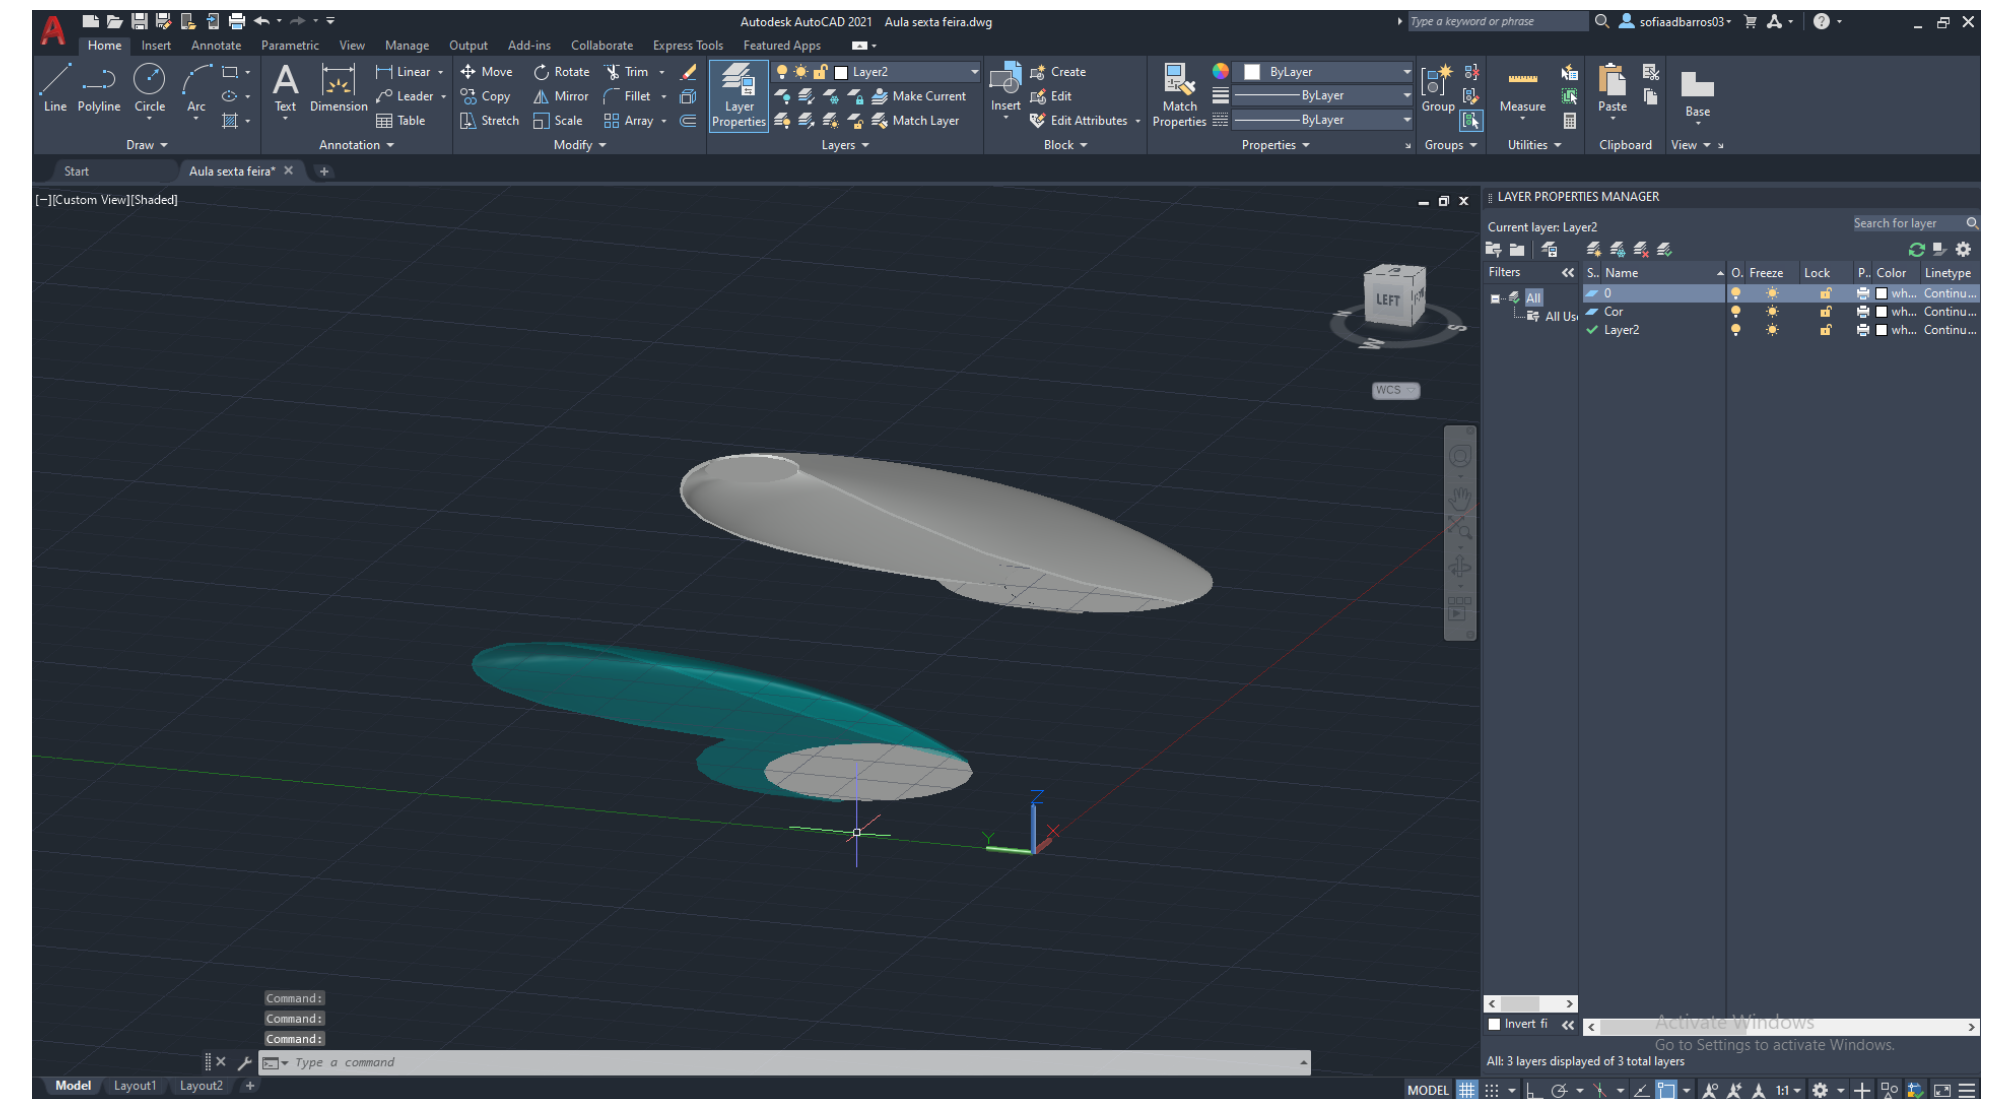 Autodesk AutoCAD 2021 Aula sexta feira.dwg
Type a keyword or phrase
sofiaadbarros03
Home Insert Annotate Parametric View Manage Output Add-ins Collaborate Express Tools Featured Apps
Line Polyline Circle Arc
Draw
Text Dimension
Linear
Leader
Table
Annotation
Move Rotate Trim
Copy Mirror Fillet
Stretch Scale Array
Modify
Layer Properties
Layer2
Make Current
Match Layer
Layers
Insert
Create
Edit
Edit Attributes
Block
Match Properties
ByLayer
ByLayer
ByLayer
Properties
Group
Groups
Measure
Utilities
Paste
Clipboard
Base
View
Start Aula sexta feira*
[−][Custom View][Shaded]
LEFT
S
W
WCS
Z
Y
X
LAYER PROPERTIES MANAGER
Current layer: Layer2
Search for layer
Filters
S.. Name O. Freeze Lock P.. Color Linetype
All
All Us
0 wh... Continu...
Cor wh... Continu...
Layer2 wh... Continu...
Invert fi
Activate Windows
Go to Settings to activate Windows.
All: 3 layers displayed of 3 total layers
Command:
Command:
Command:
Type a command
Model Layout1 Layout2
MODEL
1:1